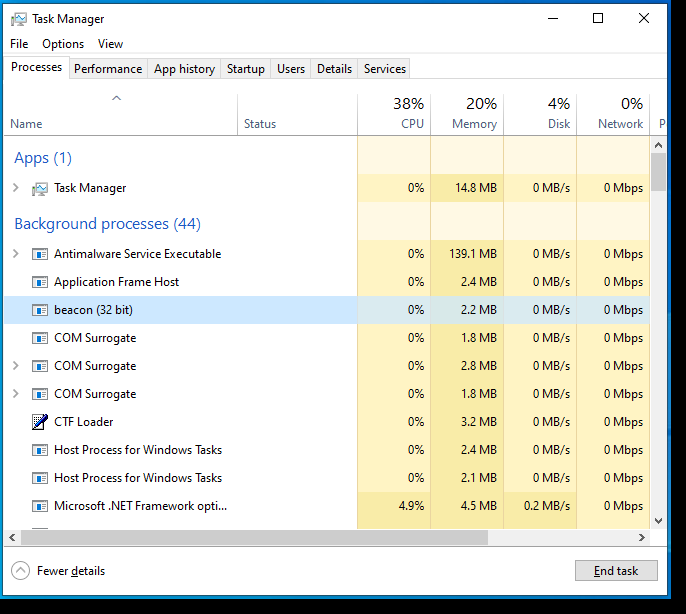 Task Manager
File Options View
Processes Performance App history Startup Users Details Services
38% 20% 4% 0%
Name Status CPU Memory Disk Network P
Apps (1)
Task Manager 0% 14.8 MB 0 MB/s 0 Mbps
Background processes (44)
Antimalware Service Executable 0% 139.1 MB 0 MB/s 0 Mbps
Application Frame Host 0% 2.4 MB 0 MB/s 0 Mbps
beacon (32 bit) 0% 2.2 MB 0 MB/s 0 Mbps
COM Surrogate 0% 1.8 MB 0 MB/s 0 Mbps
COM Surrogate 0% 2.8 MB 0 MB/s 0 Mbps
COM Surrogate 0% 1.8 MB 0 MB/s 0 Mbps
CTF Loader 0% 3.2 MB 0 MB/s 0 Mbps
Host Process for Windows Tasks 0% 2.4 MB 0 MB/s 0 Mbps
Host Process for Windows Tasks 0% 2.1 MB 0 MB/s 0 Mbps
Microsoft .NET Framework opti... 4.9% 4.5 MB 0.2 MB/s 0 Mbps
Fewer details End task